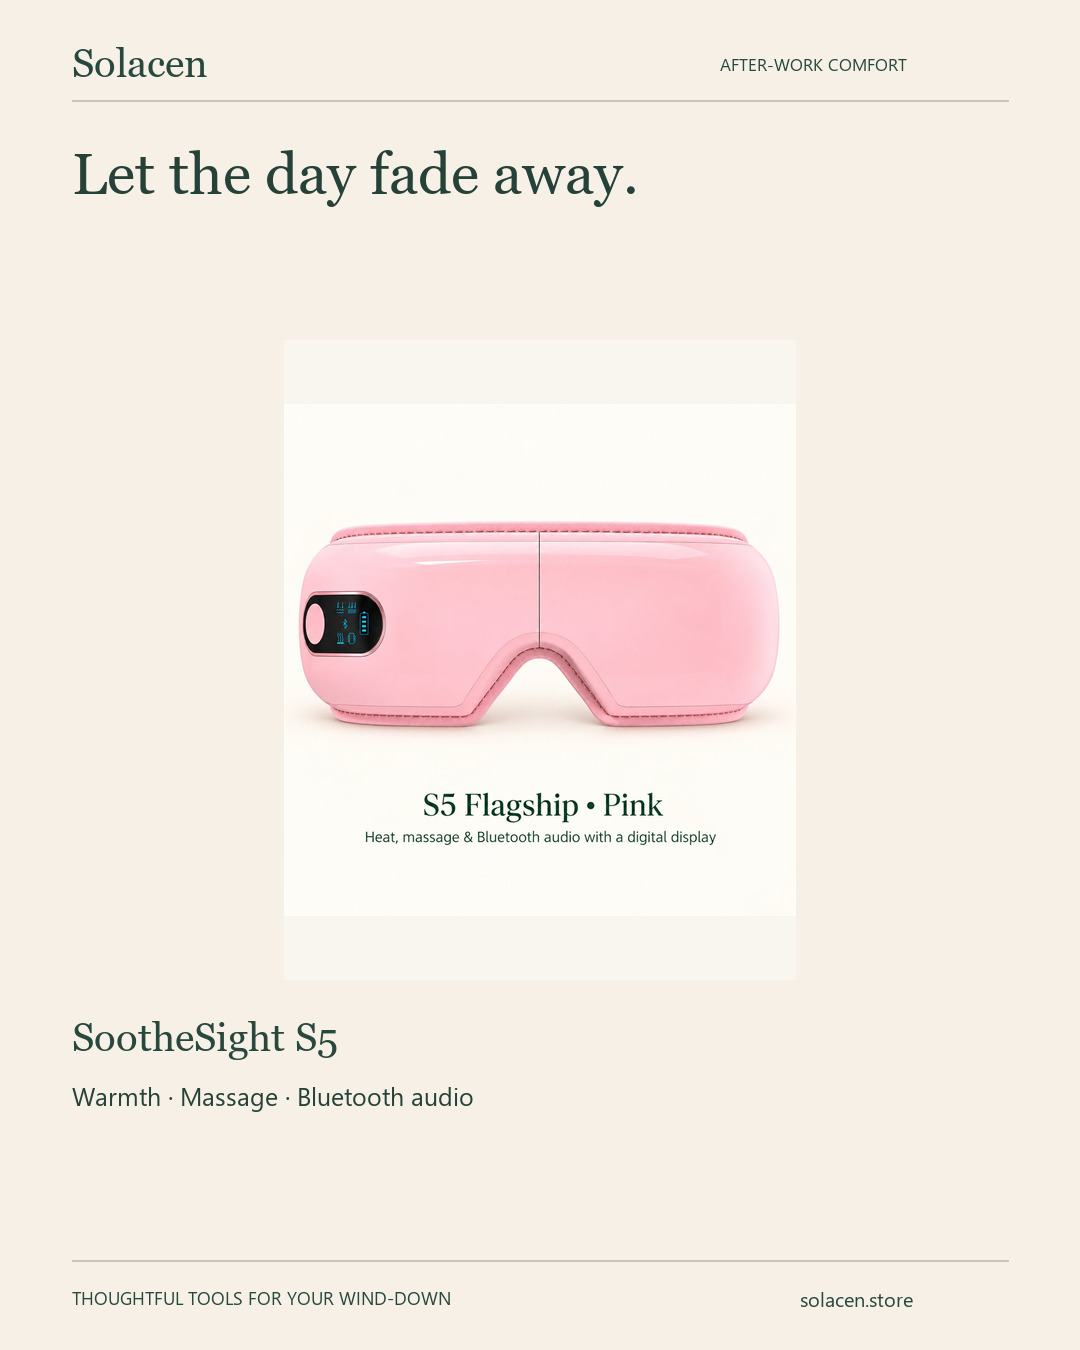 Solacen
AFTER-WORK COMFORT
Let the day fade away.
S5 Flagship • Pink
Heat, massage & Bluetooth audio with a digital display
SootheSight S5
Warmth · Massage · Bluetooth audio
THOUGHTFUL TOOLS FOR YOUR WIND-DOWN
solacen.store